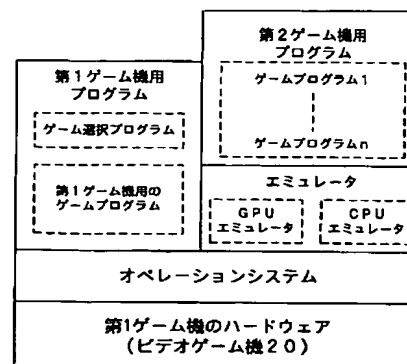 第1ゲーム機用
プログラム
ゲーム選択プログラム
第1ゲーム機用の
ゲームプログラム
第2ゲーム機用
プログラム
ゲームプログラム1
ゲームプログラムn
エミュレータ
GPU
エミュレータ
CPU
エミュレータ
オペレーションシステム
第1ゲーム機のハードウェア
(ビデオゲーム機20)